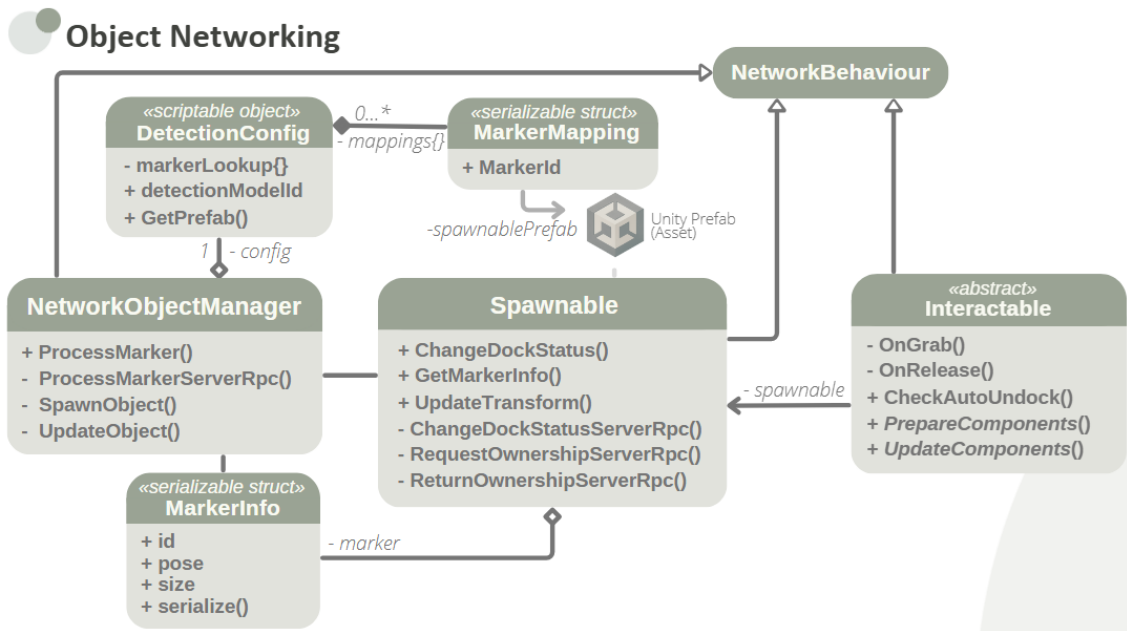 Object Networking
NetworkBehaviour
«scriptable object»
DetectionConfig
- markerLookup{}
+ detectionModelId
+ GetPrefab()
0...*
- mappings{}
«serializable struct»
MarkerMapping
+ MarkerId
-spawnablePrefab
Unity Prefab
(Asset)
1
- config
NetworkObjectManager
+ ProcessMarker()
- ProcessMarkerServerRpc()
- SpawnObject()
- UpdateObject()
Spawnable
+ ChangeDockStatus()
+ GetMarkerInfo()
+ UpdateTransform()
- ChangeDockStatusServerRpc()
- RequestOwnershipServerRpc()
- ReturnOwnershipServerRpc()
- spawnable
«abstract»
Interactable
- OnGrab()
- OnRelease()
+ CheckAutoUndock()
+ PrepareComponents()
+ UpdateComponents()
«serializable struct»
MarkerInfo
+ id
+ pose
+ size
+ serialize()
- marker